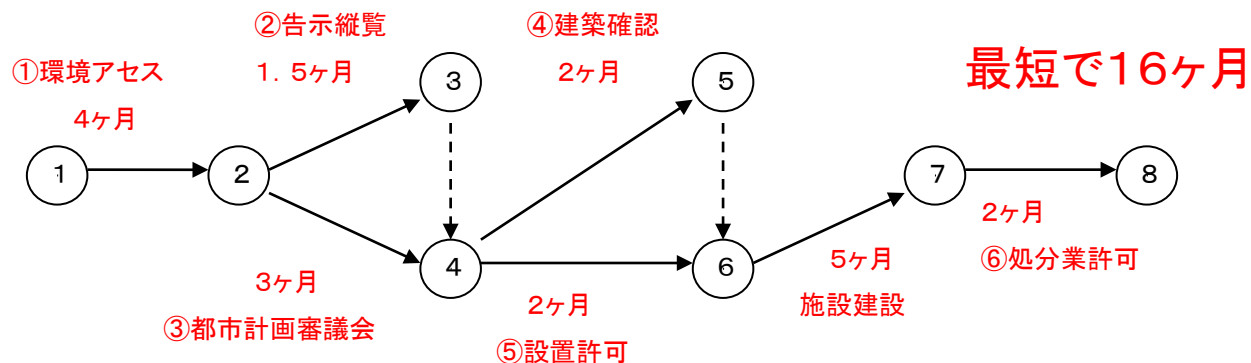 ②告示縦覧
④建築確認
最短で16ヶ月
①環境アセス
1.5ヶ月
2ヶ月
4ヶ月
3
5
1
2
7
8
4
6
2ヶ月
3ヶ月
5ヶ月
⑥処分業許可
2ヶ月
施設建設
③都市計画審議会
⑤設置許可